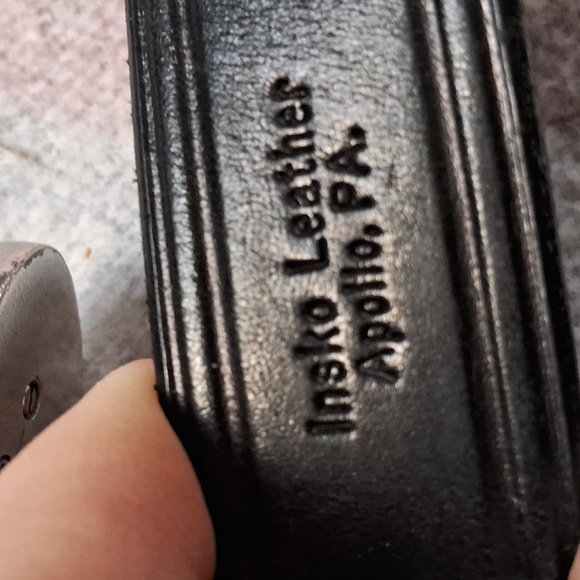 Insko Leather
Apollo, PA.